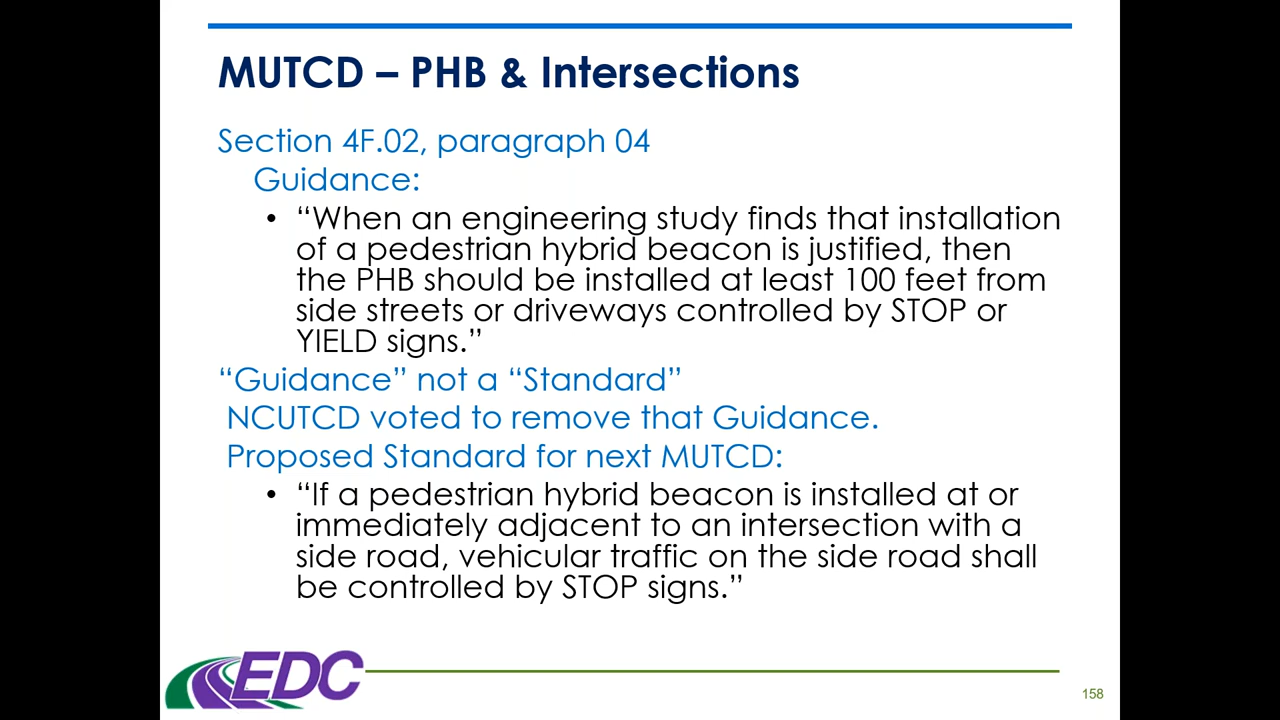 MUTCD – PHB & Intersections
Section 4F.02, paragraph 04
Guidance:
• “When an engineering study finds that installation
of a pedestrian hybrid beacon is justified, then
the PHB should be installed at least 100 feet from
side streets or driveways controlled by STOP or
YIELD signs.”
“Guidance” not a “Standard”
NCUTCD voted to remove that Guidance.
Proposed Standard for next MUTCD:
• “If a pedestrian hybrid beacon is installed at or
immediately adjacent to an intersection with a
side road, vehicular traffic on the side road shall
be controlled by STOP signs.”
EDC
158